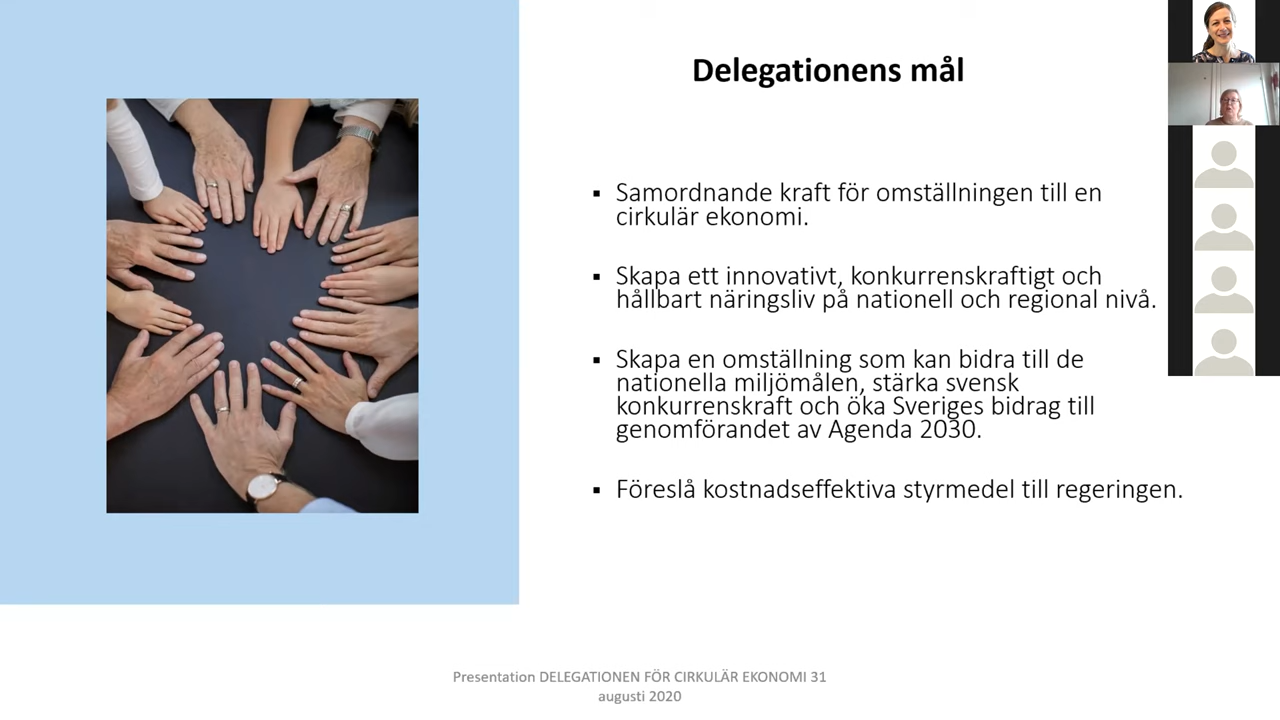 Delegationens mål
▪ Samordnande kraft för omställningen till en
cirkulär ekonomi.
▪ Skapa ett innovativt, konkurrenskraftigt och
hållbart näringsliv på nationell och regional nivå.
▪ Skapa en omställning som kan bidra till de
nationella miljömålen, stärka svensk
konkurrenskraft och öka Sveriges bidrag till
genomförandet av Agenda 2030.
▪ Föreslå kostnadseffektiva styrmedel till regeringen.
Presentation DELEGATIONEN FÖR CIRKULÄR EKONOMI 31
augusti 2020